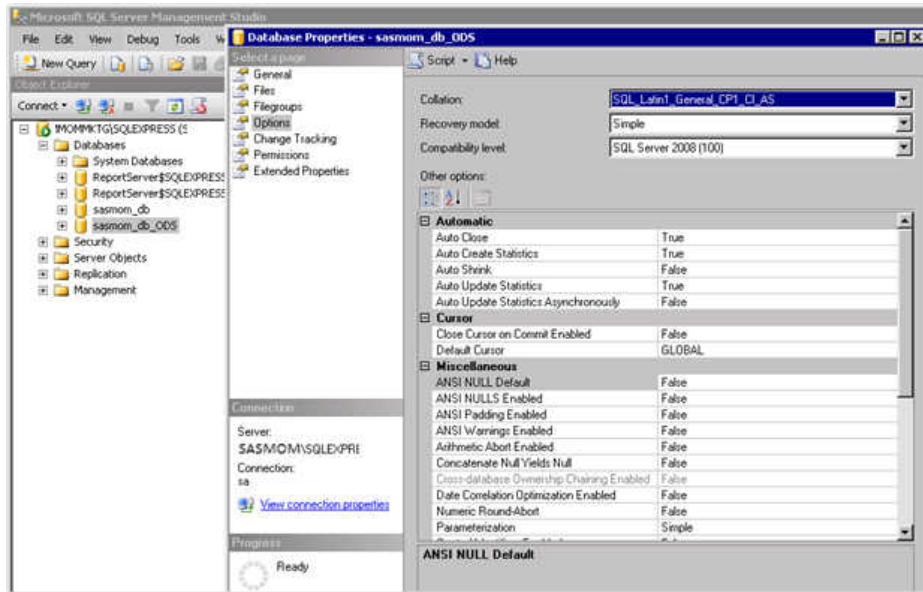 Microsoft SQL Server Management Studio
File Edit View Debug Tools W
New Query
Object Explorer
Connect
MOMMKTG\SQLEXPRESS (S
Databases
System Databases
ReportServer$SQLEXPRESS
ReportServer$SQLEXPRESS
sasmom_db
sasmom_db_ODS
Security
Server Objects
Replication
Management
Database Properties - sasmom_db_ODS
Select a page
General
Files
Filegroups
Options
Change Tracking
Permissions
Extended Properties
Connection
Server:
SASMOM\SQLEXPRE
Connection:
sa
View connection properties
Progress
Ready
Script Help
Collation: SQL_Latin1_General_CP1_CI_AS
Recovery model: Simple
Compatibility level: SQL Server 2008 (100)
Other options:
Automatic
Auto Close True
Auto Create Statistics True
Auto Shrink False
Auto Update Statistics True
Auto Update Statistics Asynchronously False
Cursor
Close Cursor on Commit Enabled False
Default Cursor GLOBAL
Miscellaneous
ANSI NULL Default False
ANSI NULLS Enabled False
ANSI Padding Enabled False
ANSI Warnings Enabled False
Arithmetic Abort Enabled False
Concatenate Null Yields Null False
Cross-database Ownership Chaining Enabled False
Date Correlation Optimization Enabled False
Numeric Round-Abort False
Parameterization Simple
ANSI NULL Default